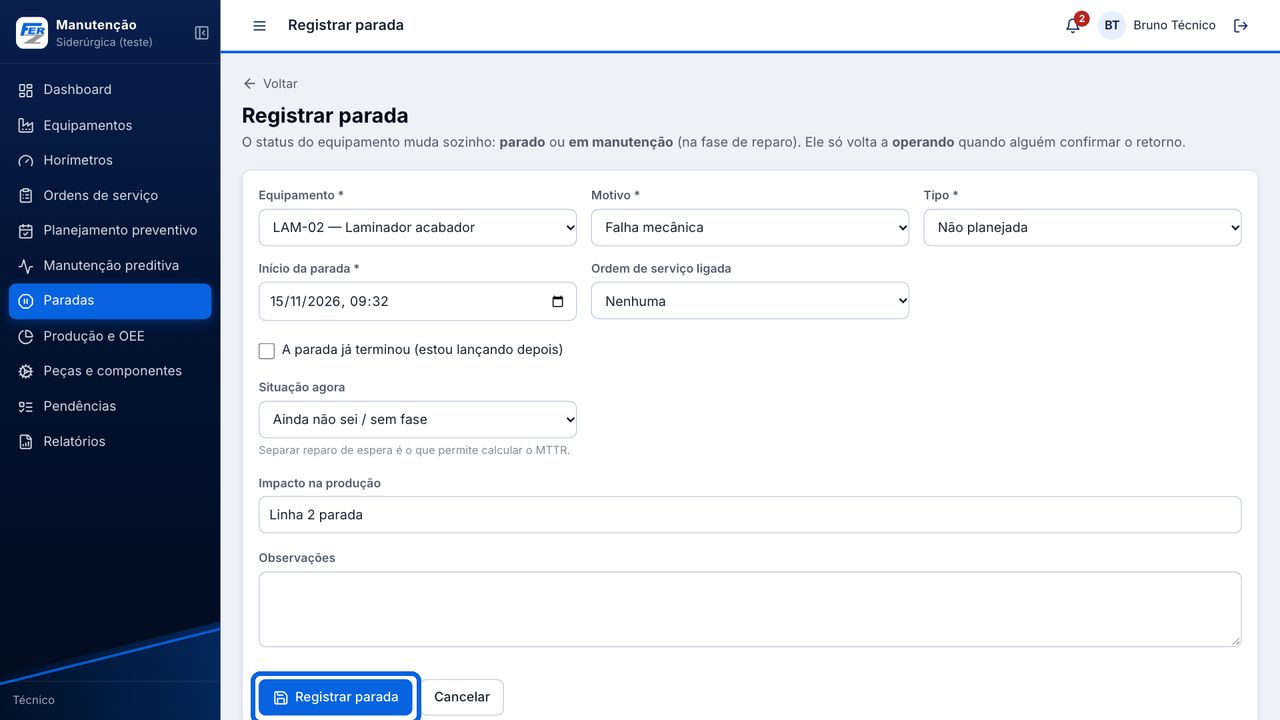 FER
2
Manutenção
Siderúrgica (teste)
Dashboard
Equipamentos
Horímetros
Ordens de serviço
Planejamento preventivo
Manutenção preditiva
Paradas
Produção e OEE
Peças e componentes
Pendências
Relatórios
Técnico
Registrar parada
2
BT
Bruno Técnico
Voltar
Registrar parada
O status do equipamento muda sozinho: parado ou em manutenção (na fase de reparo). Ele só volta a operando quando alguém confirmar o retorno.
Equipamento *
Motivo *
Tipo *
LAM-02 — Laminador acabador
Falha mecânica
Não planejada
Início da parada *
Ordem de serviço ligada
15/11/2026, 09:32
Nenhuma
A parada já terminou (estou lançando depois)
Situação agora
Ainda não sei / sem fase
Separar reparo de espera é o que permite calcular o MTTR.
Impacto na produção
Linha 2 parada
Observações
Registrar parada
Cancelar